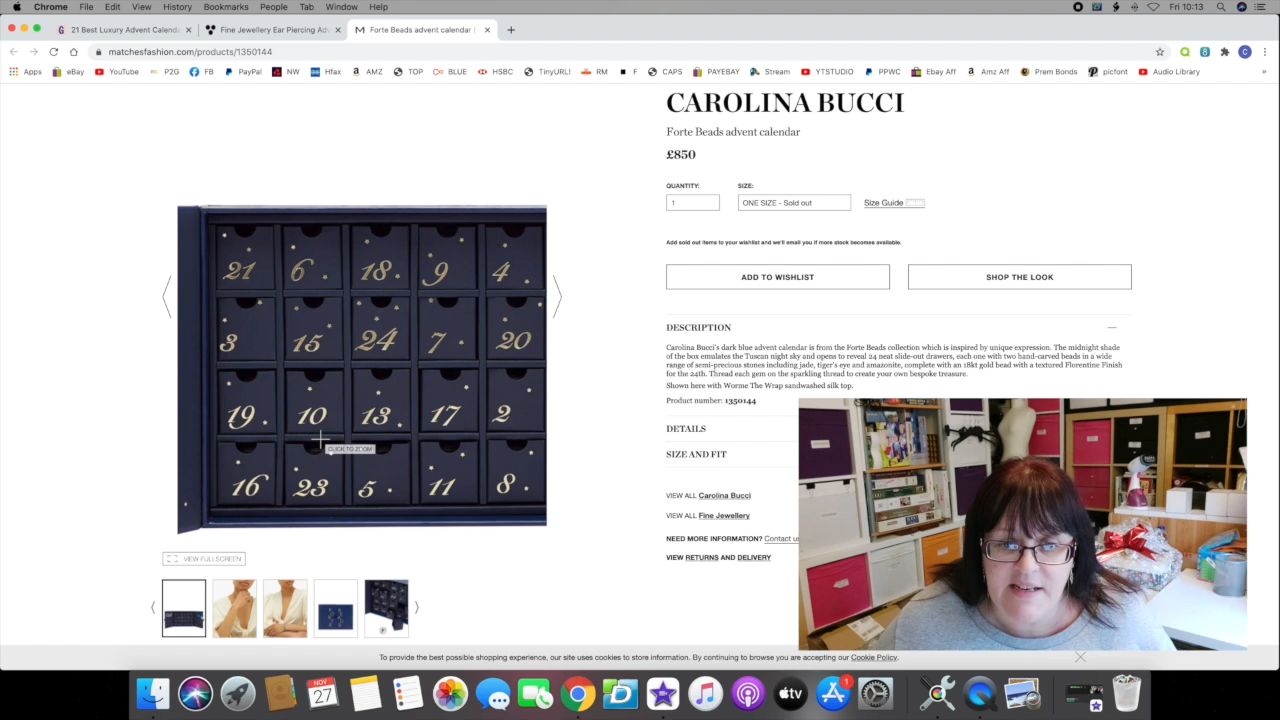 Chrome File Edit View History Bookmarks People Tab Window Help
Fri 10:13
21 Best Luxury Advent Calenda
Fine Jewellery Ear Piercing Adv
Forte Beads advent calendar |
matchesfashion.com/products/1350144
Apps eBay YouTube P2G FB PayPal NW Hfax AMZ TOP BLUE HSBC TinyURL! RM F CAPS PAYEBAY Stream YTSTUDIO PPWC Ebay Aff Amz Aff Prem Bonds picfont Audio Library »
CAROLINA BUCCI
Forte Beads advent calendar
£850
QUANTITY: SIZE:
1 ONE SIZE - Sold out Size Guide
Add sold out items to your wishlist and we'll email you if more stock becomes available.
ADD TO WISHLIST SHOP THE LOOK
DESCRIPTION
Carolina Bucci's dark blue advent calendar is from the Forte Beads collection which is inspired by unique expression. The midnight shade
of the box emulates the Tuscan night sky and opens to reveal 24 neat slide-out drawers, each one with two hand-carved beads in a wide
range of semi-precious stones including jade, tiger's eye and amazonite, complete with an 18kt gold bead with a textured Florentine Finish
for the 24th. Thread each gem on the sparkling thread to create your own bespoke treasure.
Shown here with Worme The Wrap sandwashed silk top.
Product number: 1350144
DETAILS
SIZE AND FIT
VIEW ALL Carolina Bucci
VIEW ALL Fine Jewellery
NEED MORE INFORMATION? Contact us
VIEW RETURNS AND DELIVERY
21 6 18 9 4
3 15 24 7 20
19 10 13 17 2
CLICK TO ZOOM
16 23 5 11 8
VIEW FULLSCREEN
To provide the best possible shopping experience, our site uses cookies to store information. By continuing to browse you are accepting our Cookie Policy.
NOV
27
tv
1